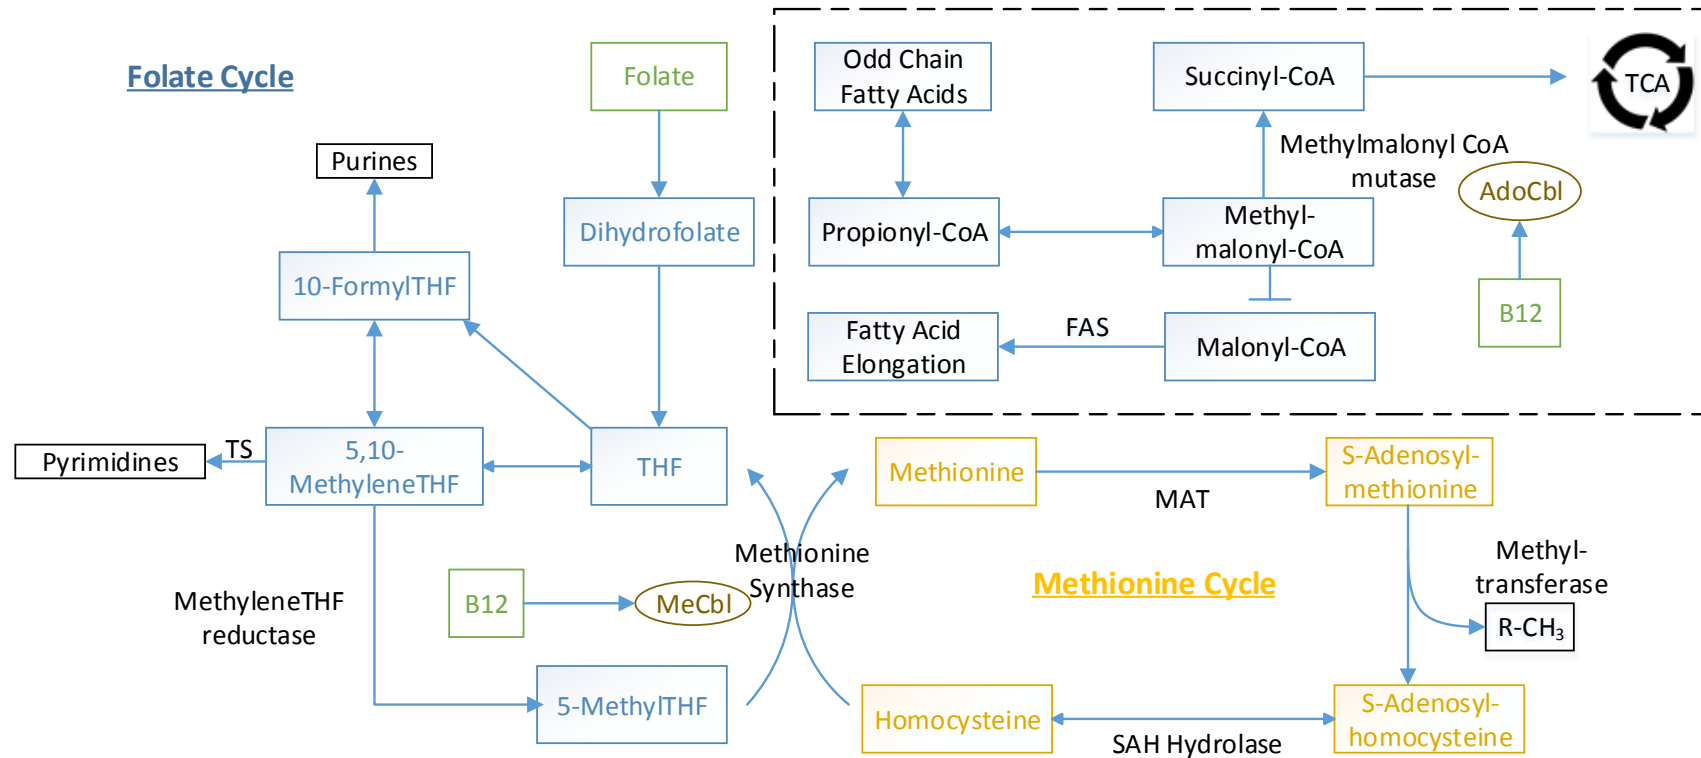 Folate Cycle
Folate
Odd Chain
Fatty Acids
Succinyl-CoA
TCA
Purines
Methylmalonyl CoA
mutase
AdoCbl
Dihydrofolate
Propionyl-CoA
Methyl-
malonyl-CoA
10-FormylTHF
B12
Fatty Acid
Elongation
FAS
Malonyl-CoA
Pyrimidines
TS
5,10-
MethyleneTHF
THF
Methionine
MAT
S-Adenosyl-
methionine
Methionine
Synthase
Methyl-
transferase
MethyleneTHF
reductase
B12
MeCbl
Methionine Cycle
R-CH₃
5-MethylTHF
Homocysteine
SAH Hydrolase
S-Adenosyl-
homocysteine